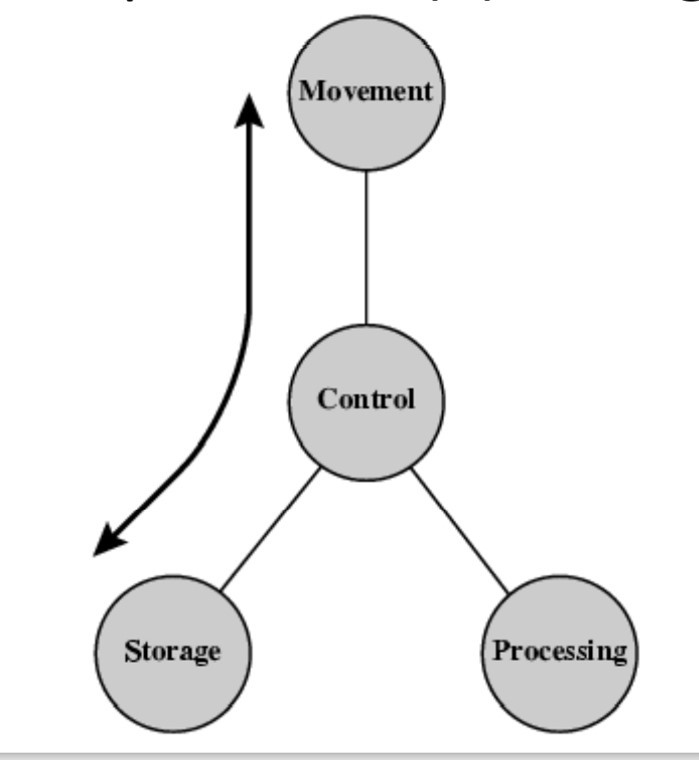 Movement
Control
Storage
Processing